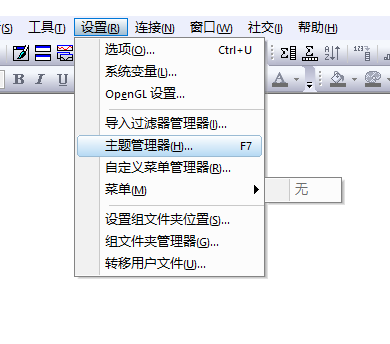 (S) 工具(T) 设置(R) 连接(N) 窗口(W) 社交(I) 帮助(H)
选项(O)... Ctrl+U
系统变量(L)...
OpenGL 设置...
B I U A
导入过滤器管理器(I)...
主题管理器(H)... F7
自定义菜单管理器(R)...
菜单(M) 无
设置组文件夹位置(S)...
组文件夹管理器(G)...
转移用户文件(U)...